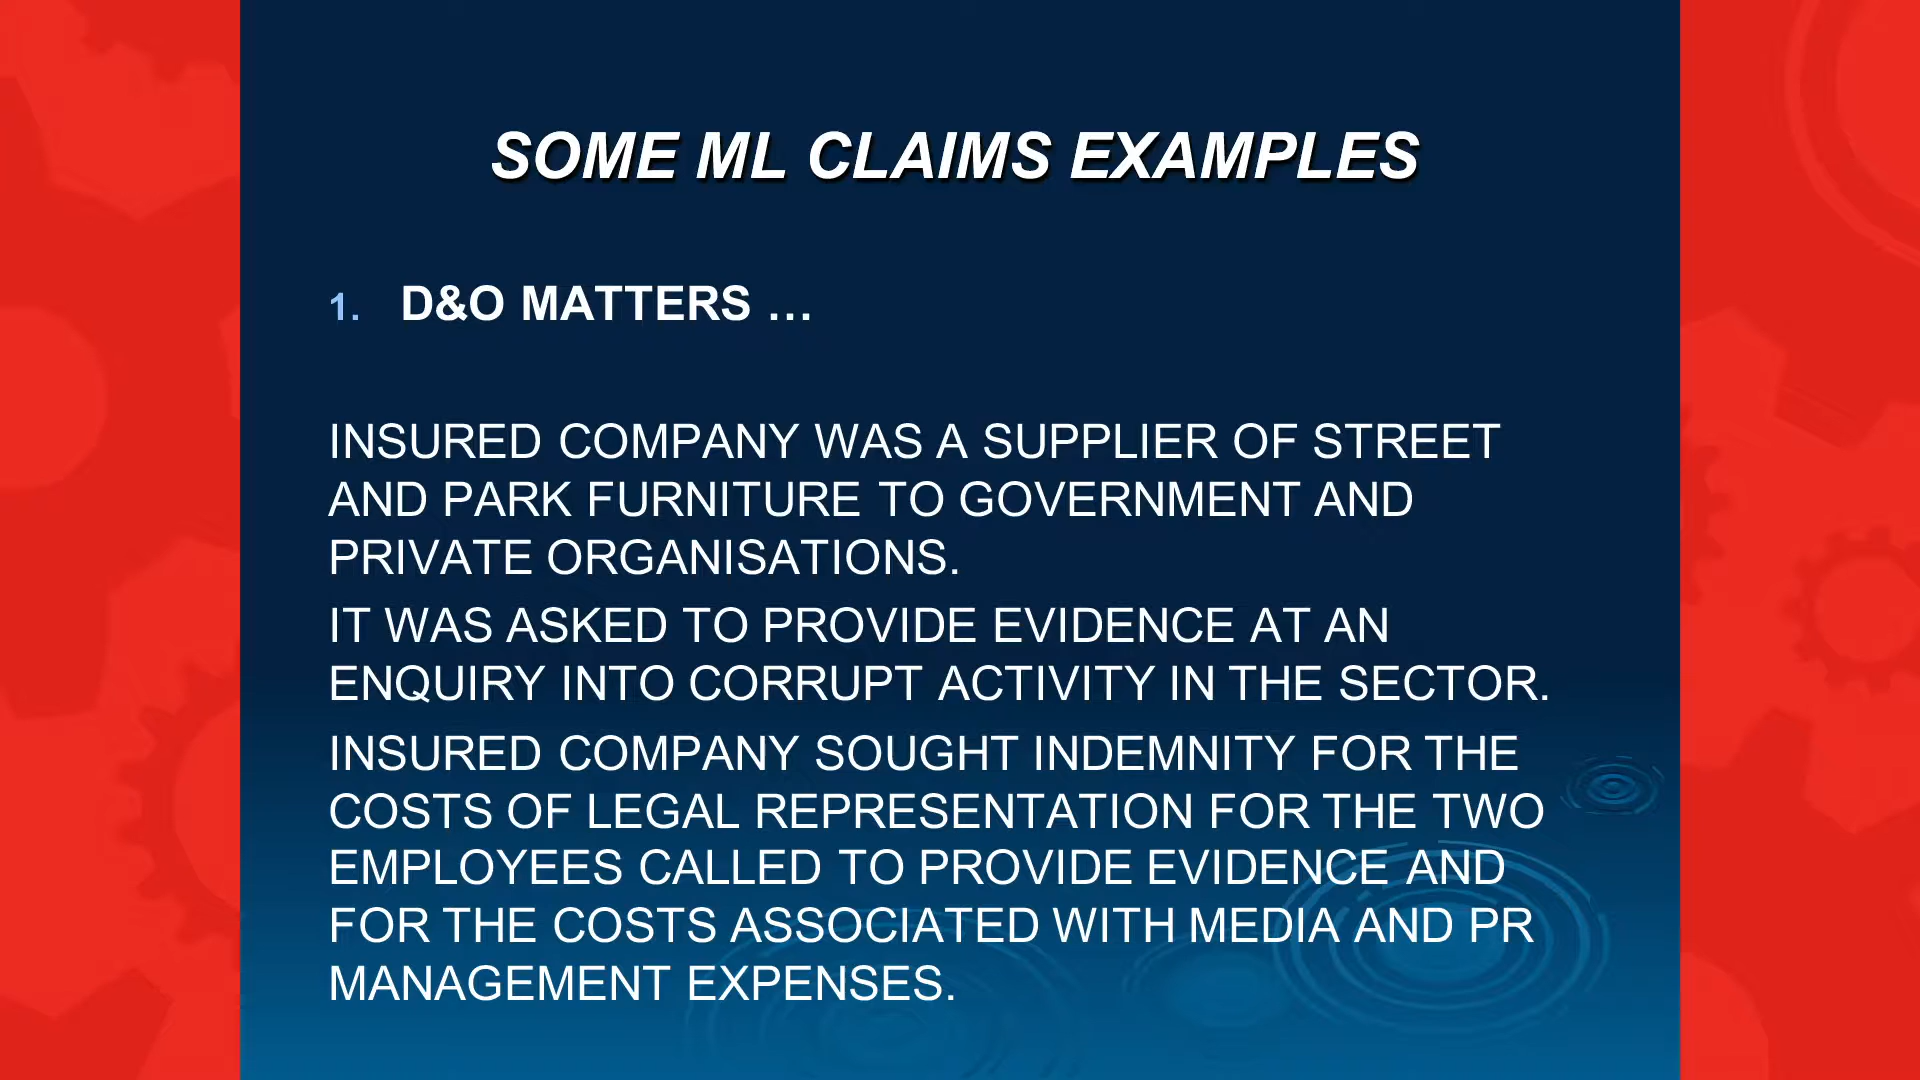 SOME ML CLAIMS EXAMPLES
1. D&O MATTERS …
INSURED COMPANY WAS A SUPPLIER OF STREET
AND PARK FURNITURE TO GOVERNMENT AND
PRIVATE ORGANISATIONS.
IT WAS ASKED TO PROVIDE EVIDENCE AT AN
ENQUIRY INTO CORRUPT ACTIVITY IN THE SECTOR.
INSURED COMPANY SOUGHT INDEMNITY FOR THE
COSTS OF LEGAL REPRESENTATION FOR THE TWO
EMPLOYEES CALLED TO PROVIDE EVIDENCE AND
FOR THE COSTS ASSOCIATED WITH MEDIA AND PR
MANAGEMENT EXPENSES.